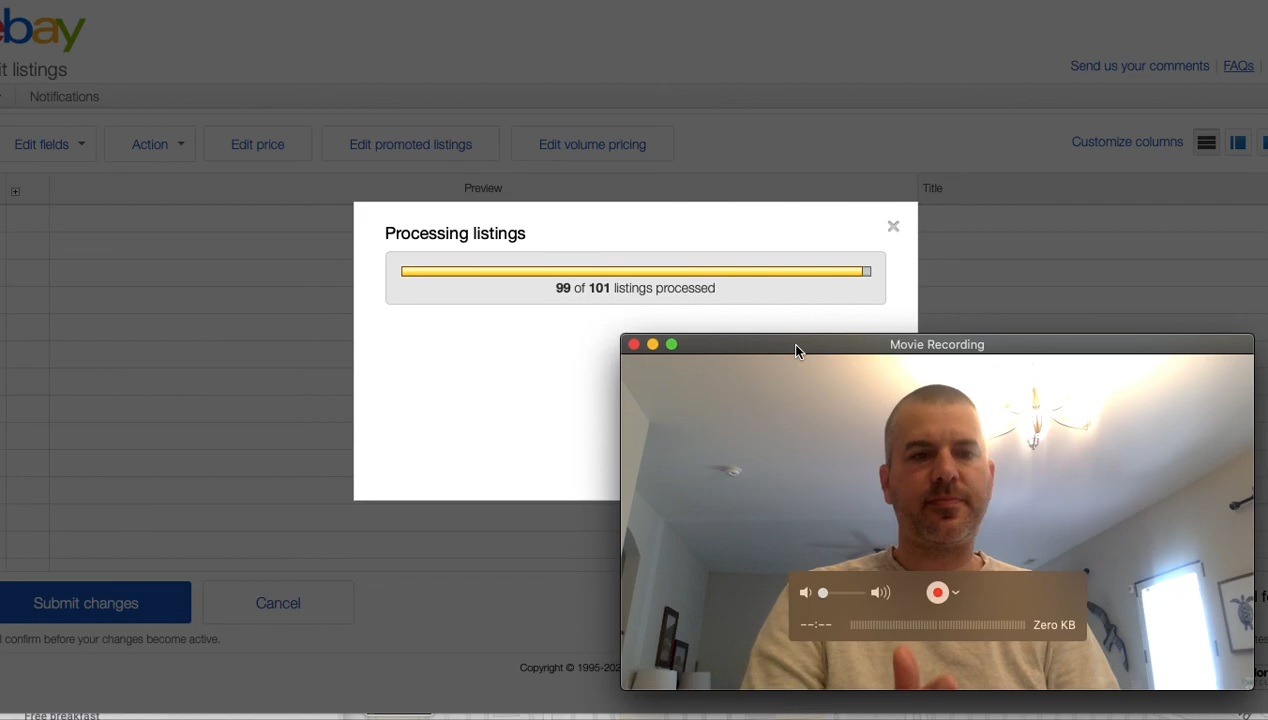 ebay
it listings
Send us your comments
FAQs
Notifications
Edit fields
Action
Edit price
Edit promoted listings
Edit volume pricing
Customize columns
Preview
Title
Processing listings
99 of 101 listings processed
Movie Recording
--:--
Zero KB
Submit changes
Cancel
l confirm before your changes become active.
Copyright © 1995-202
Free breakfast